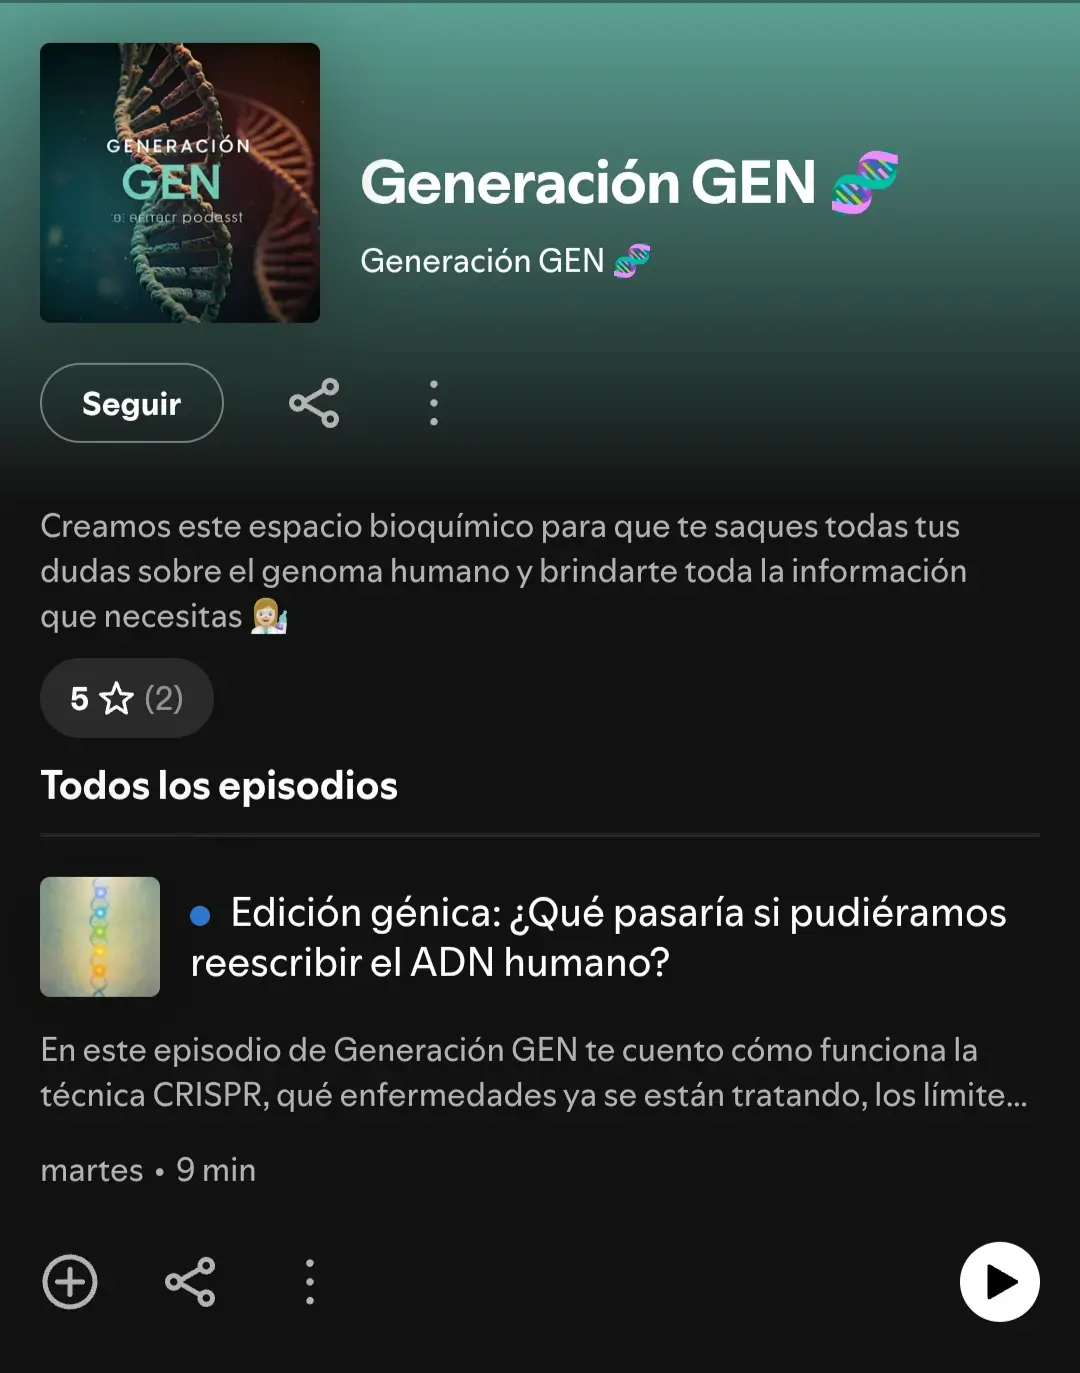 GENERACIÓN
GEN
podasst
Generación GEN
Generación GEN
Seguir
Creamos este espacio bioquímico para que te saques todas tus
dudas sobre el genoma humano y brindarte toda la información
que necesitas
5 (2)
Todos los episodios
Edición génica: ¿Qué pasaría si pudiéramos
reescribir el ADN humano?
En este episodio de Generación GEN te cuento cómo funciona la
técnica CRISPR, qué enfermedades ya se están tratando, los límite...
martes • 9 min